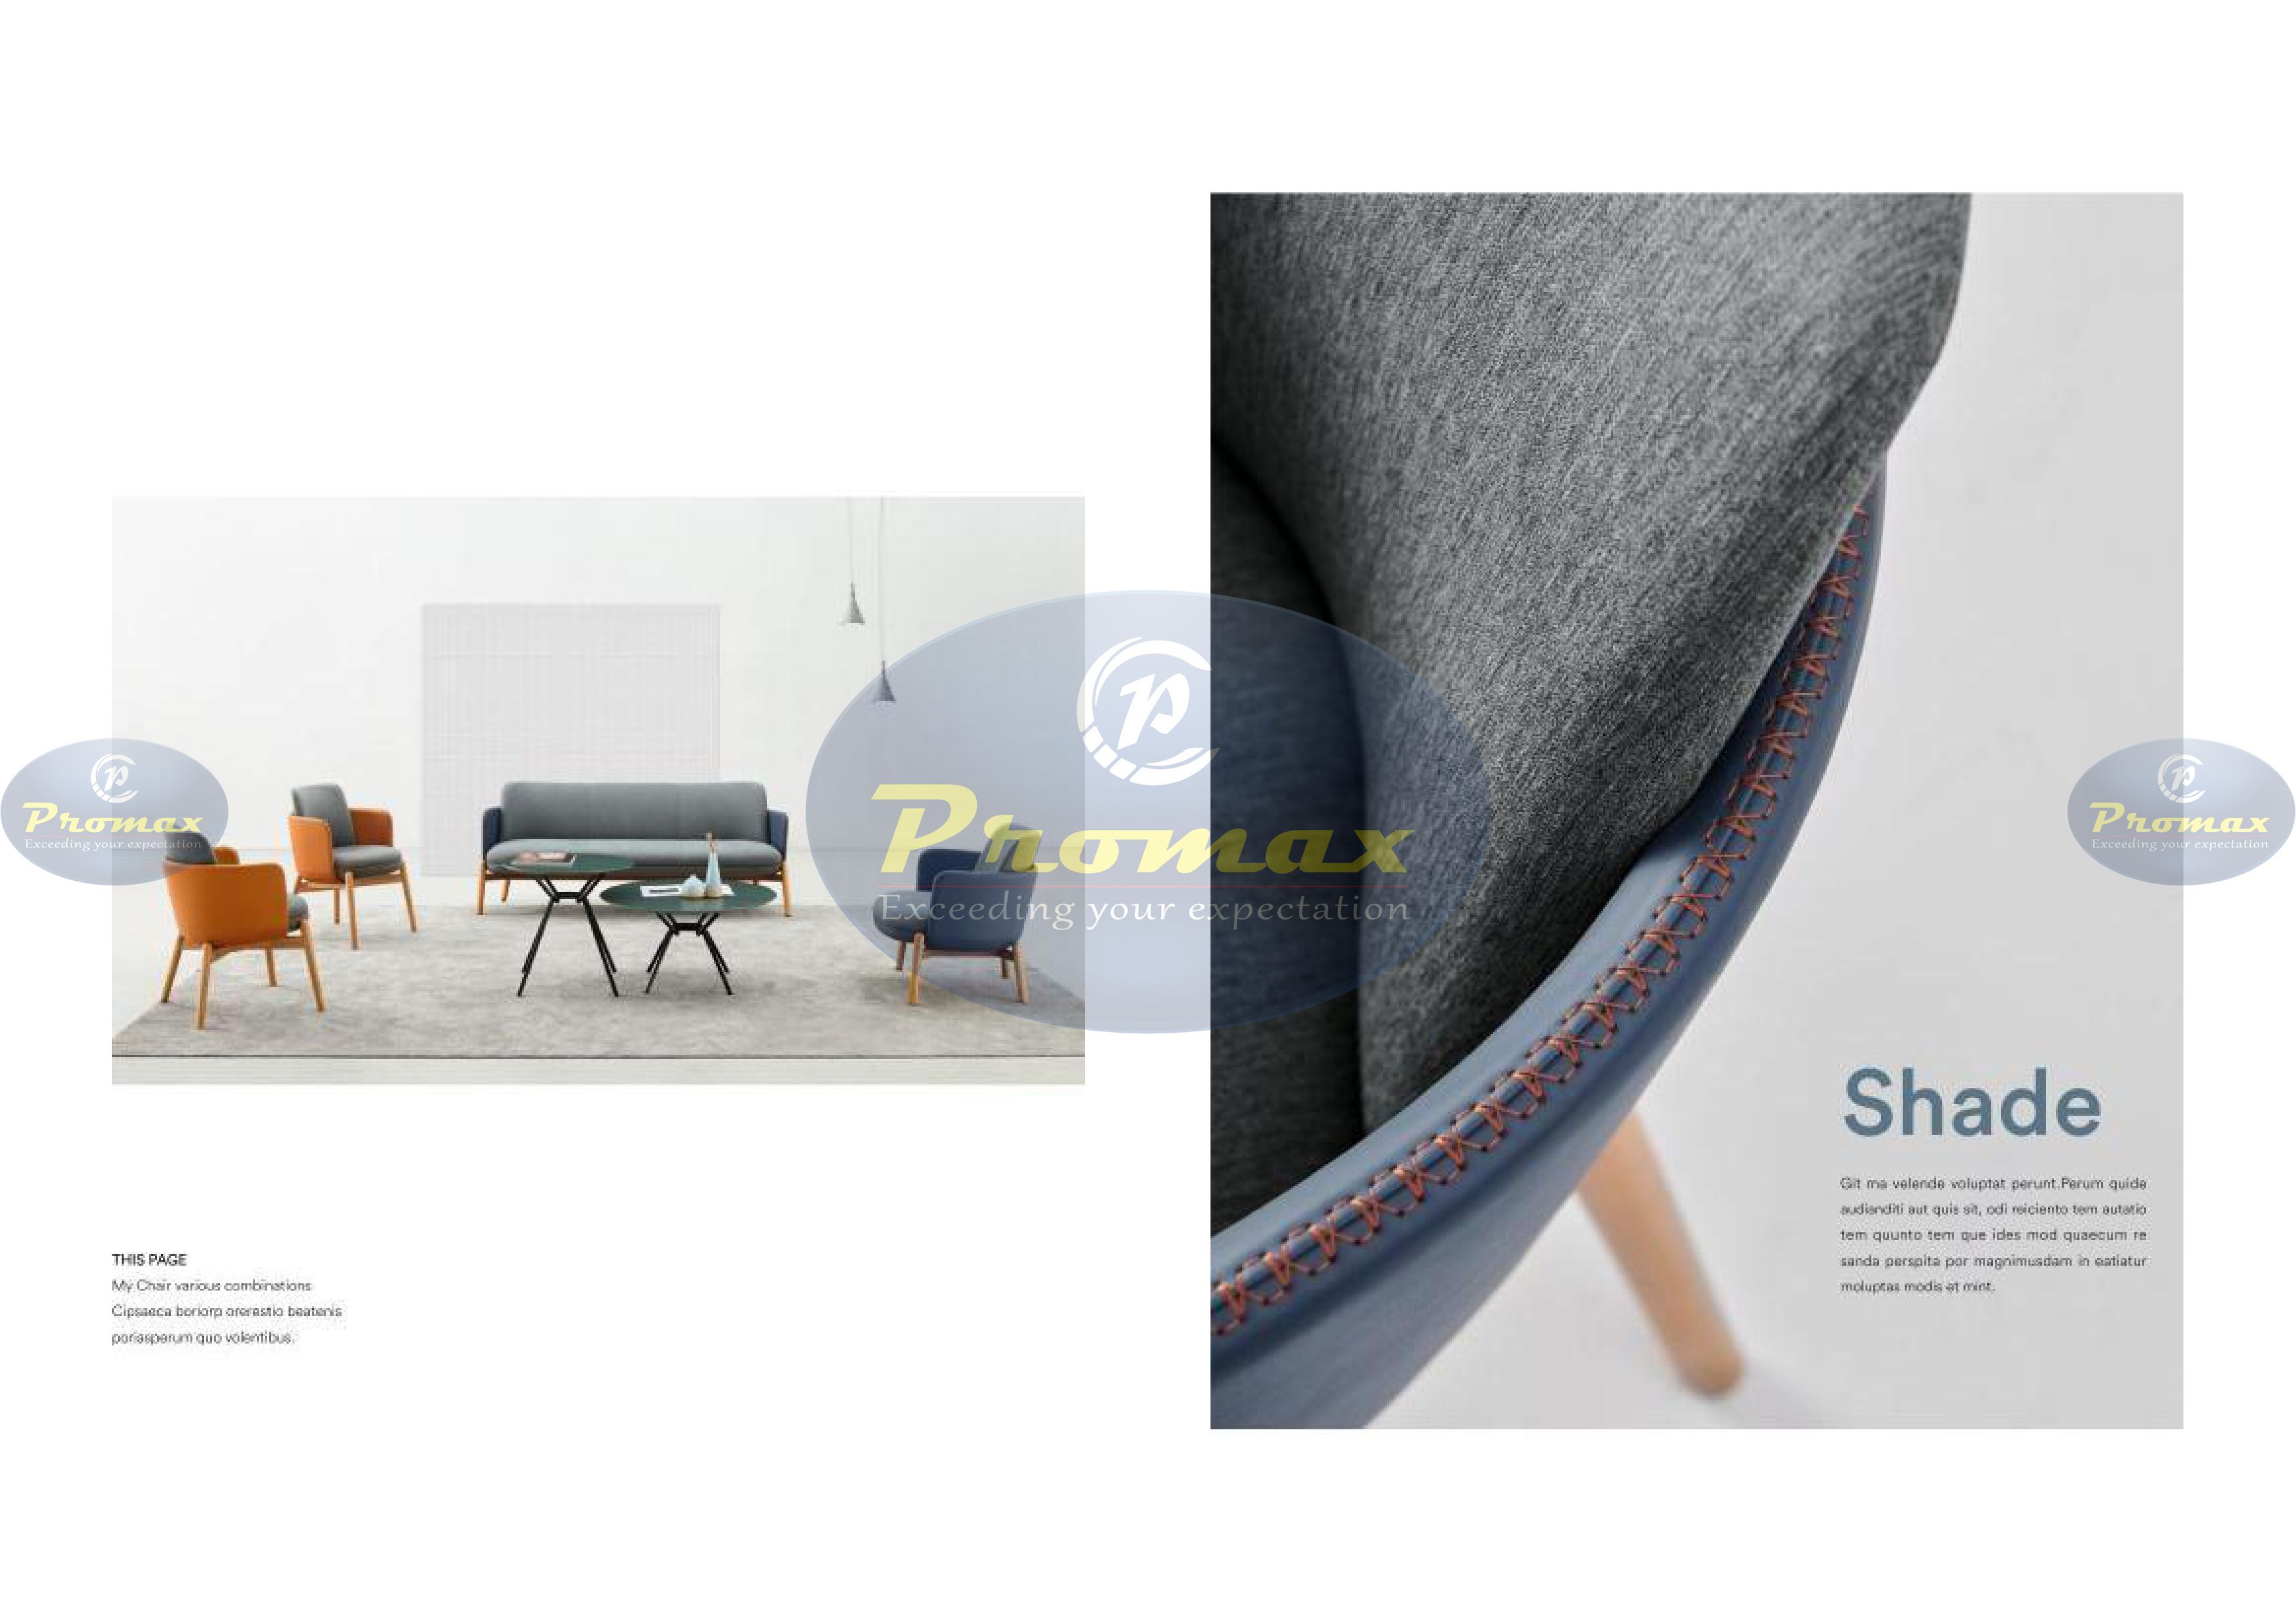 Promax
Exceeding your expectation
Promax
Exceeding your expectation
Promax
Exceeding your expectation
THIS PAGE
My Chair various combinations
Cipsaeca boriorp orerestio beatenis
poriasperum quo volentibus.
Shade
Git ma velende voluptat perunt.Perum quide
audianditi aut quis sit, odi reiciento tem autatio
tem quunto tem que ides mod quaecum re
sanda perspita por magnimusdam in eatiatur
moluptas modis et mint.